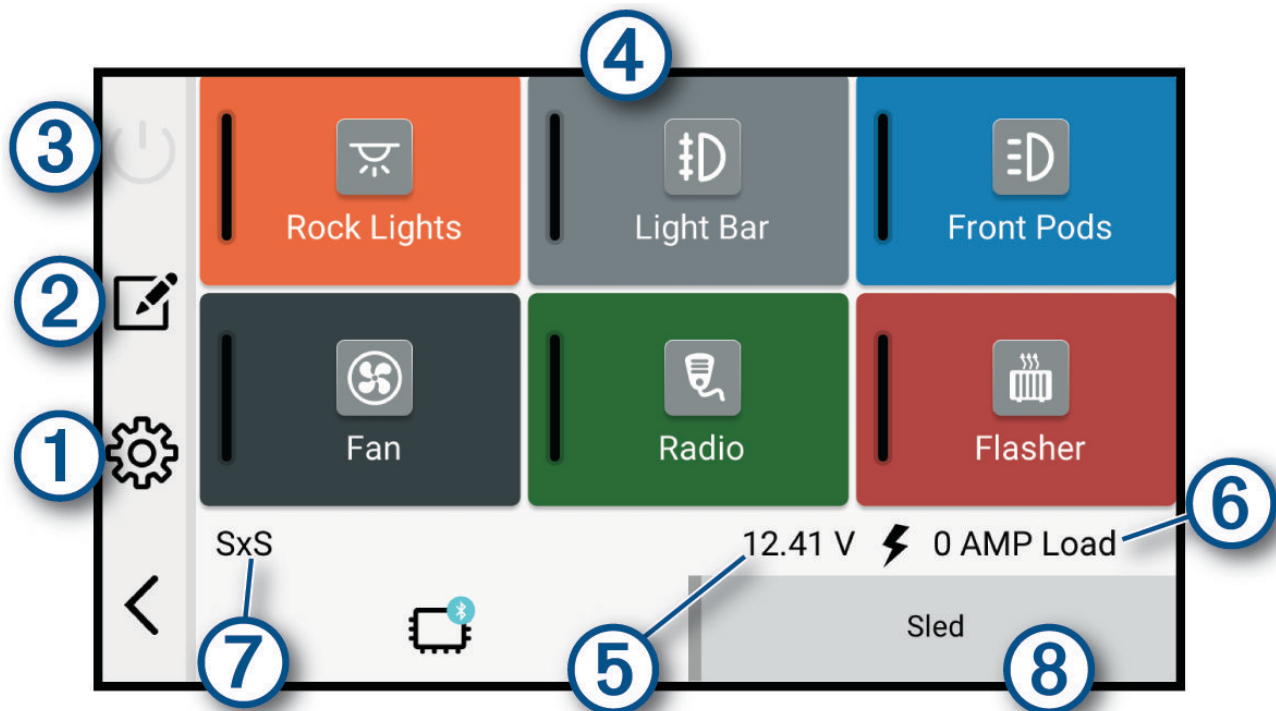 4
3
Rock Lights
Light Bar
Front Pods
2
1
Fan
Radio
Flasher
6
SxS
12.41 V
0 AMP Load
7
5
Sled
8